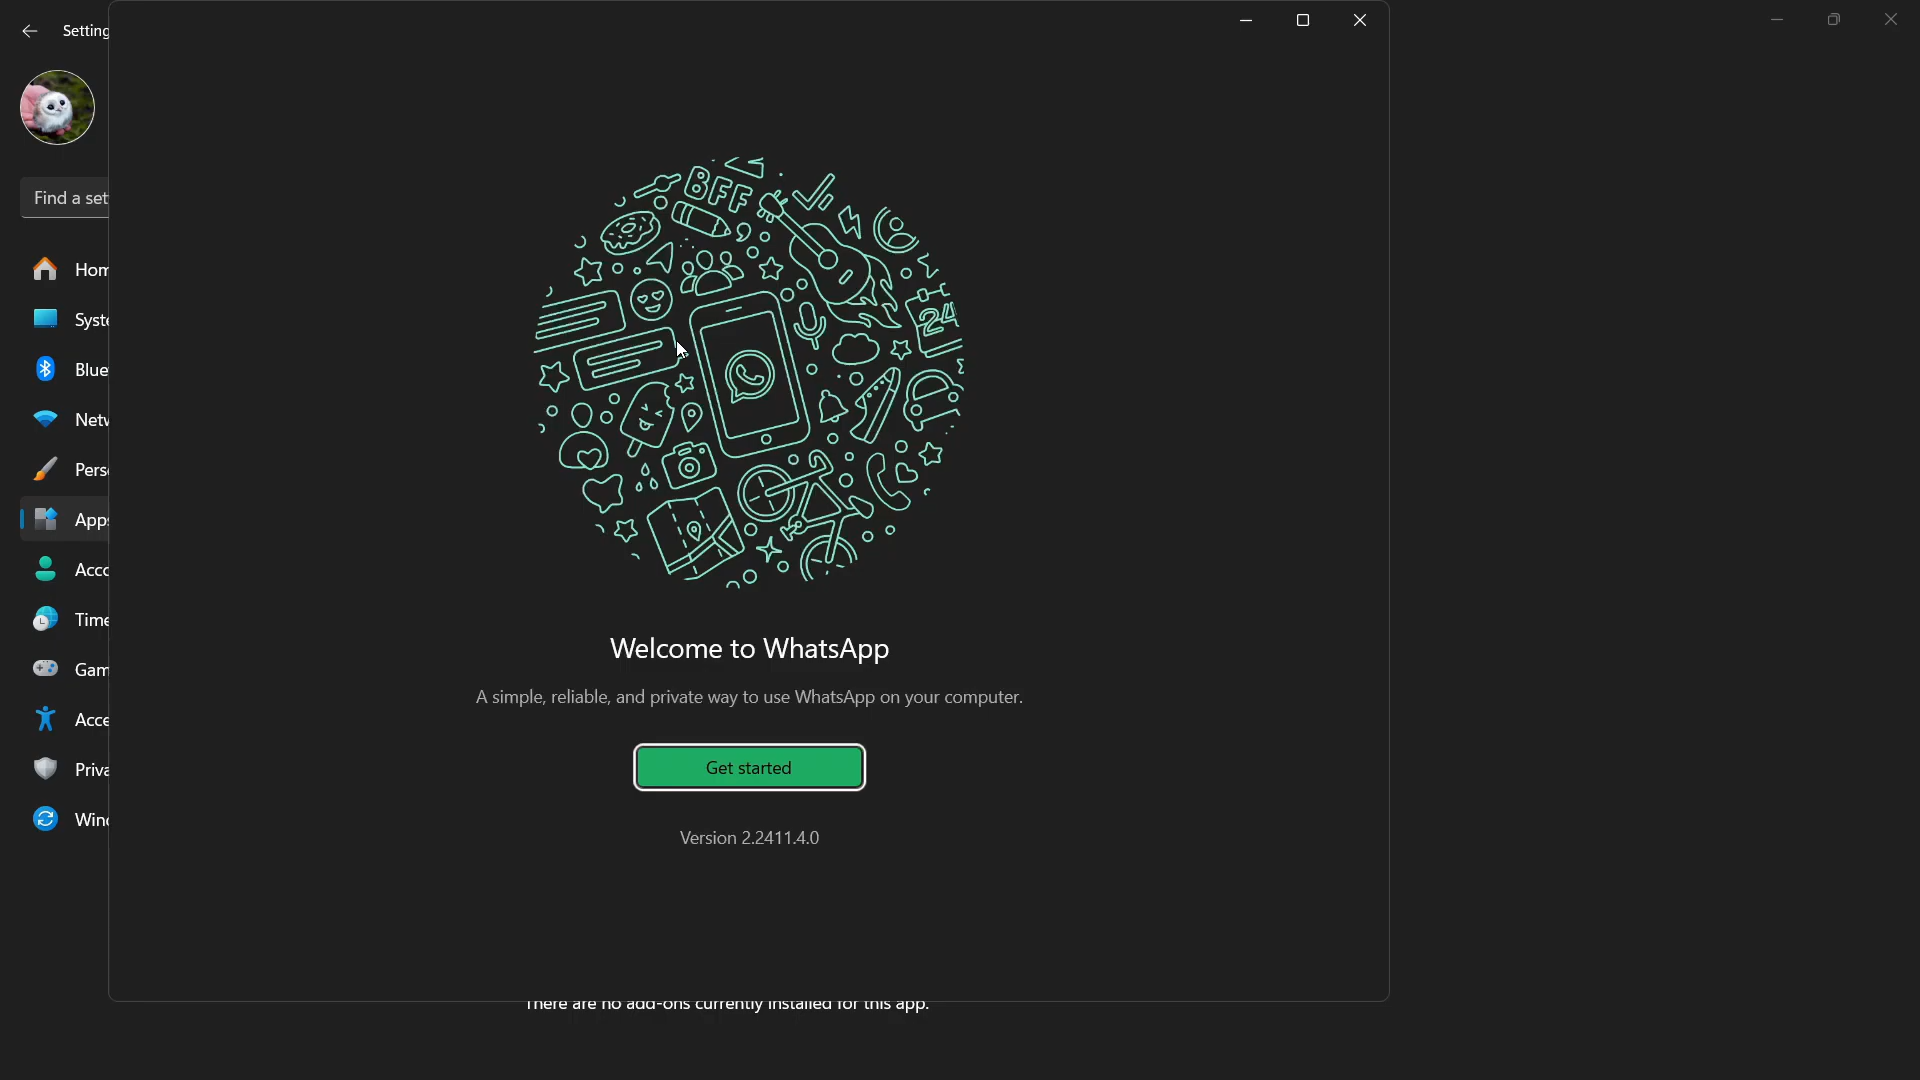 Setting
Find a set
Hom
Syste
Blue
Netw
Perso
Apps
Acco
Time
Gam
Acce
Priva
Wind
BFF
24
Welcome to WhatsApp
A simple, reliable, and private way to use WhatsApp on your computer.
Get started
Version 2.2411.4.0
There are no add-ons currently installed for this app.